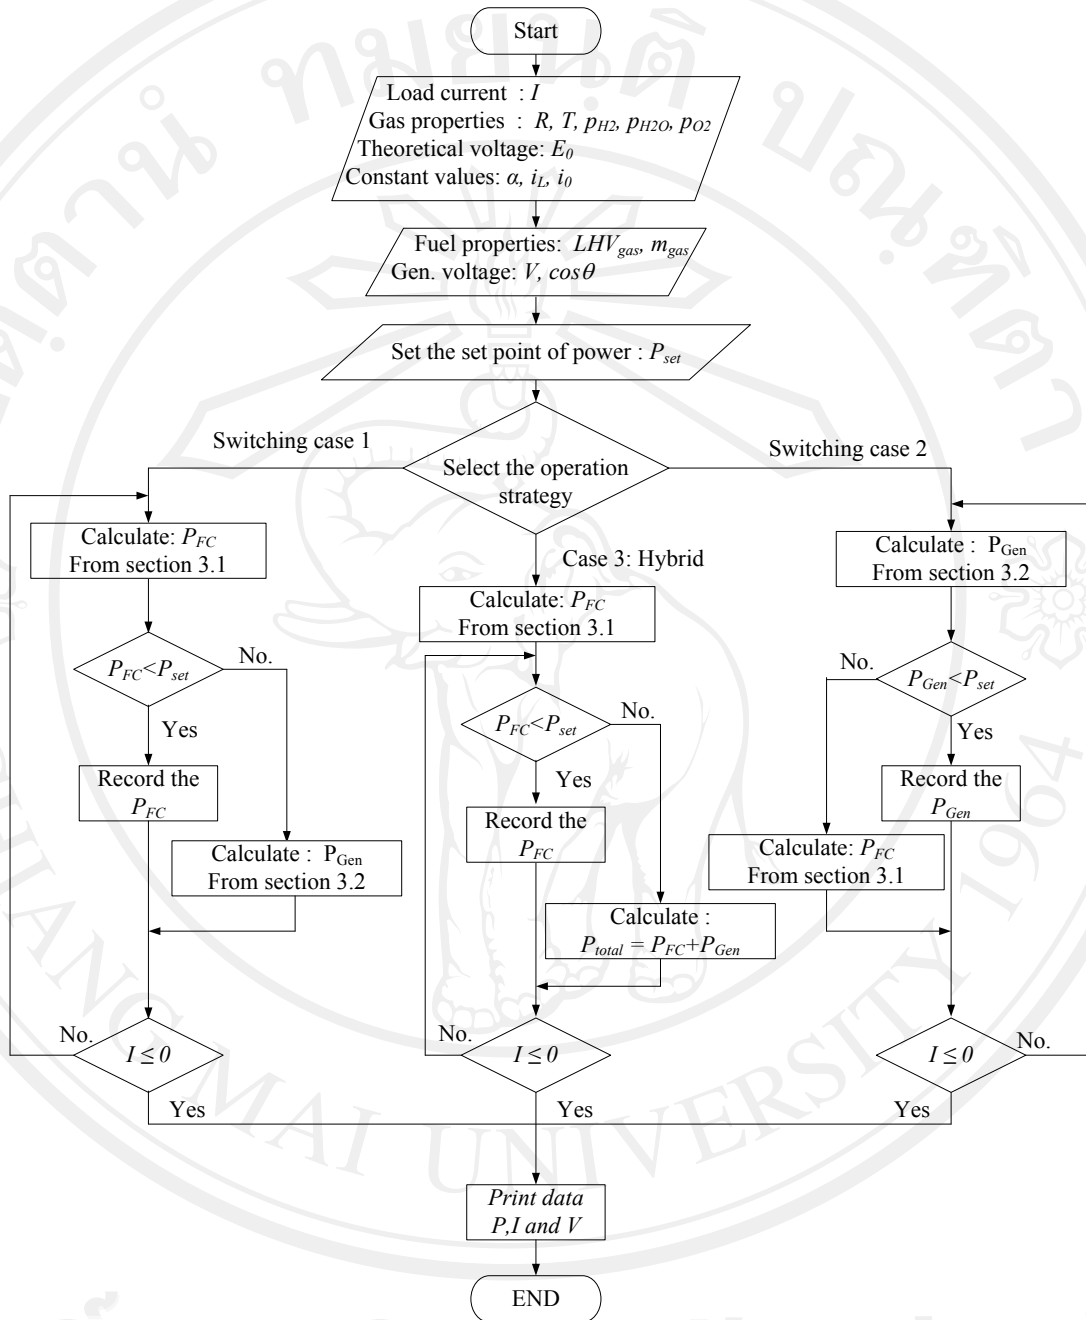 Start
Load current : I
Gas properties : R, T, pH2, pH2O, pO2
Theoretical voltage: E0
Constant values: α, iL, i0
Fuel properties: LHVgas, mgas
Gen. voltage: V, cosθ
Set the set point of power : Pset
Select the operation
strategy
Switching case 1
Switching case 2
Case 3: Hybrid
Calculate: PFC
From section 3.1
PFC<Pset
No.
Yes
Record the
PFC
Calculate : PGen
From section 3.2
I ≤ 0
No.
Yes
Calculate: PFC
From section 3.1
PFC<Pset
No.
Yes
Record the
PFC
Calculate :
Ptotal = PFC+PGen
I ≤ 0
No.
Yes
Calculate : PGen
From section 3.2
PGen<Pset
No.
Yes
Record the
PGen
Calculate: PFC
From section 3.1
I ≤ 0
No.
Yes
Print data
P,I and V
END
CHIANG MAI UNIVERSITY 1964